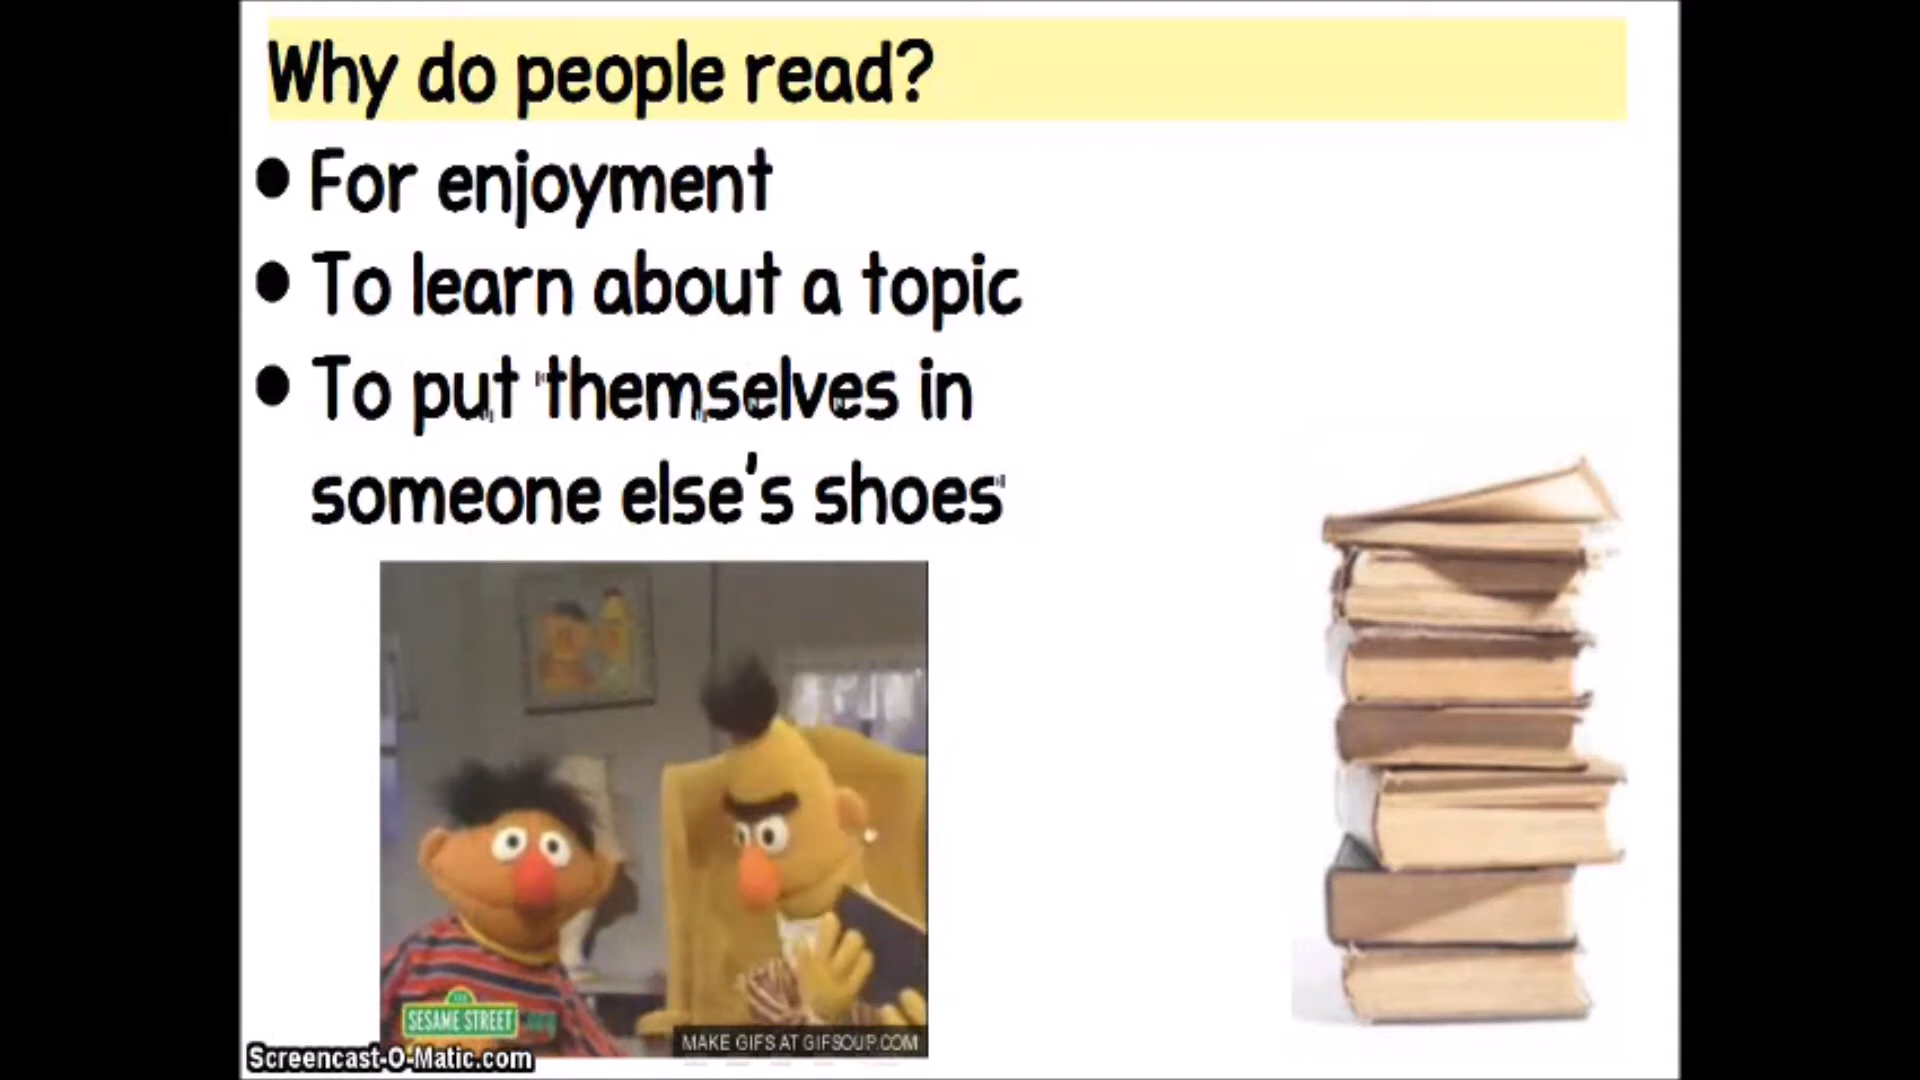 Why do people read?
• For enjoyment
• To learn about a topic
• To put themselves in
someone else's shoes
SESAME STREET
MAKE GIFS AT GIFSOUP.COM
Screencast-O-Matic.com